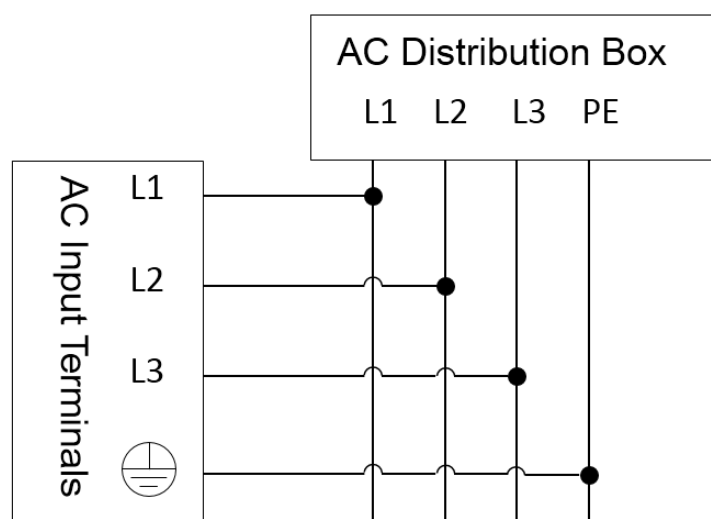 AC Distribution Box
L1 L2 L3 PE
AC Input Terminals
L1
L2
L3